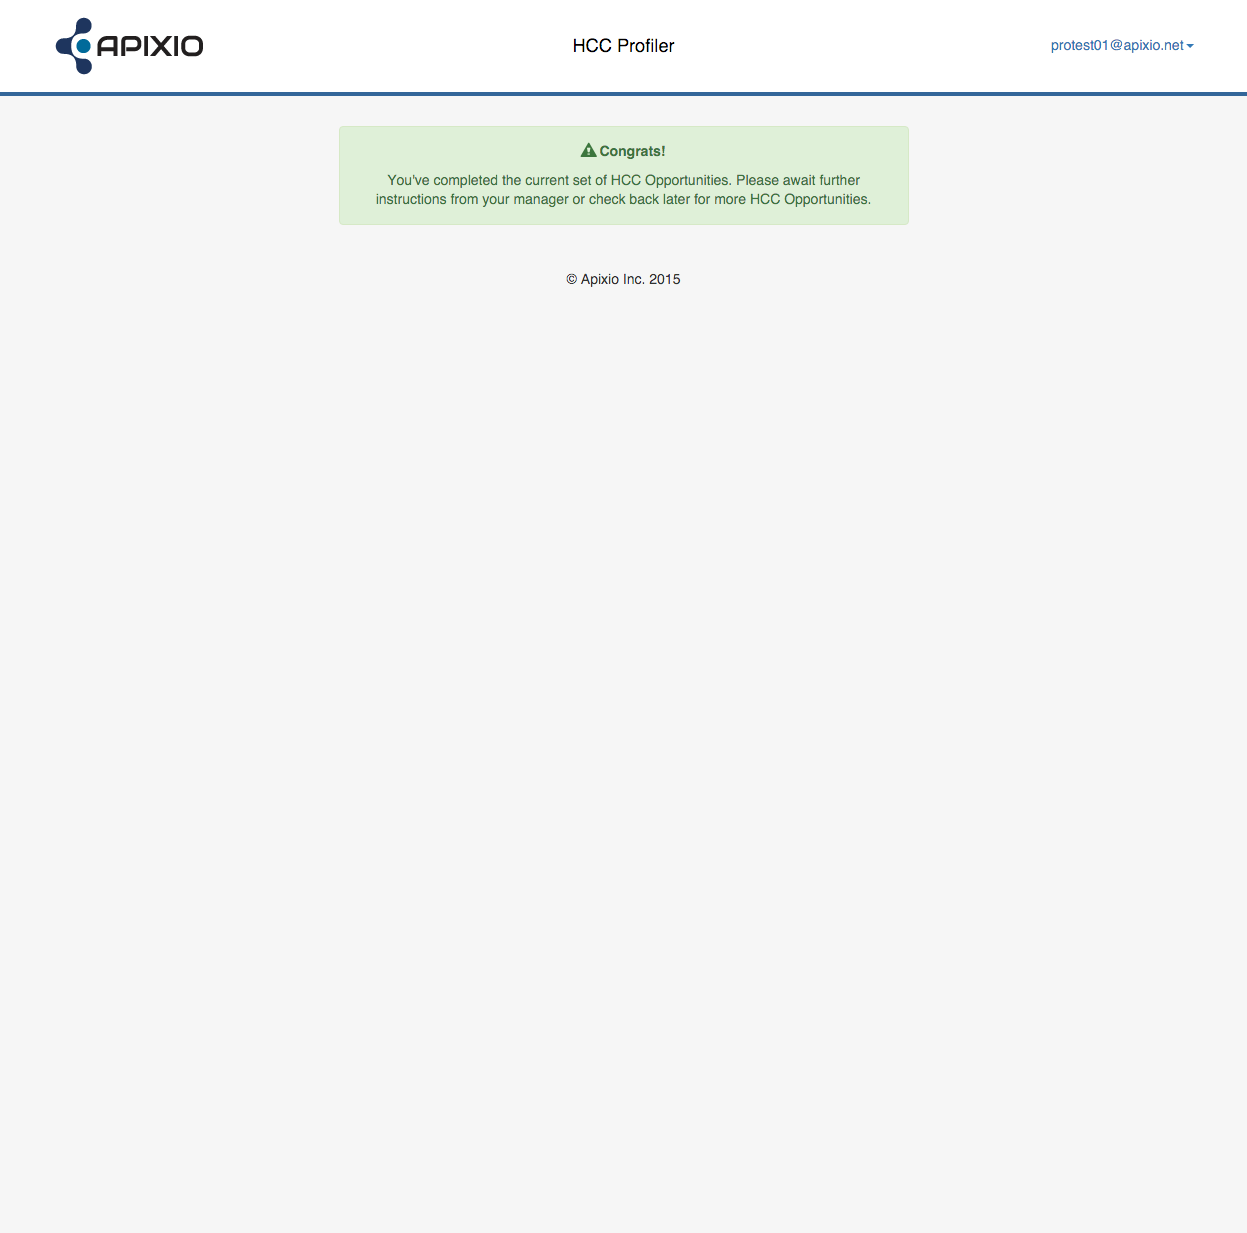 APIXIO
HCC Profiler
protest01@apixio.net
Congrats!
You've completed the current set of HCC Opportunities. Please await further
instructions from your manager or check back later for more HCC Opportunities.
© Apixio Inc. 2015